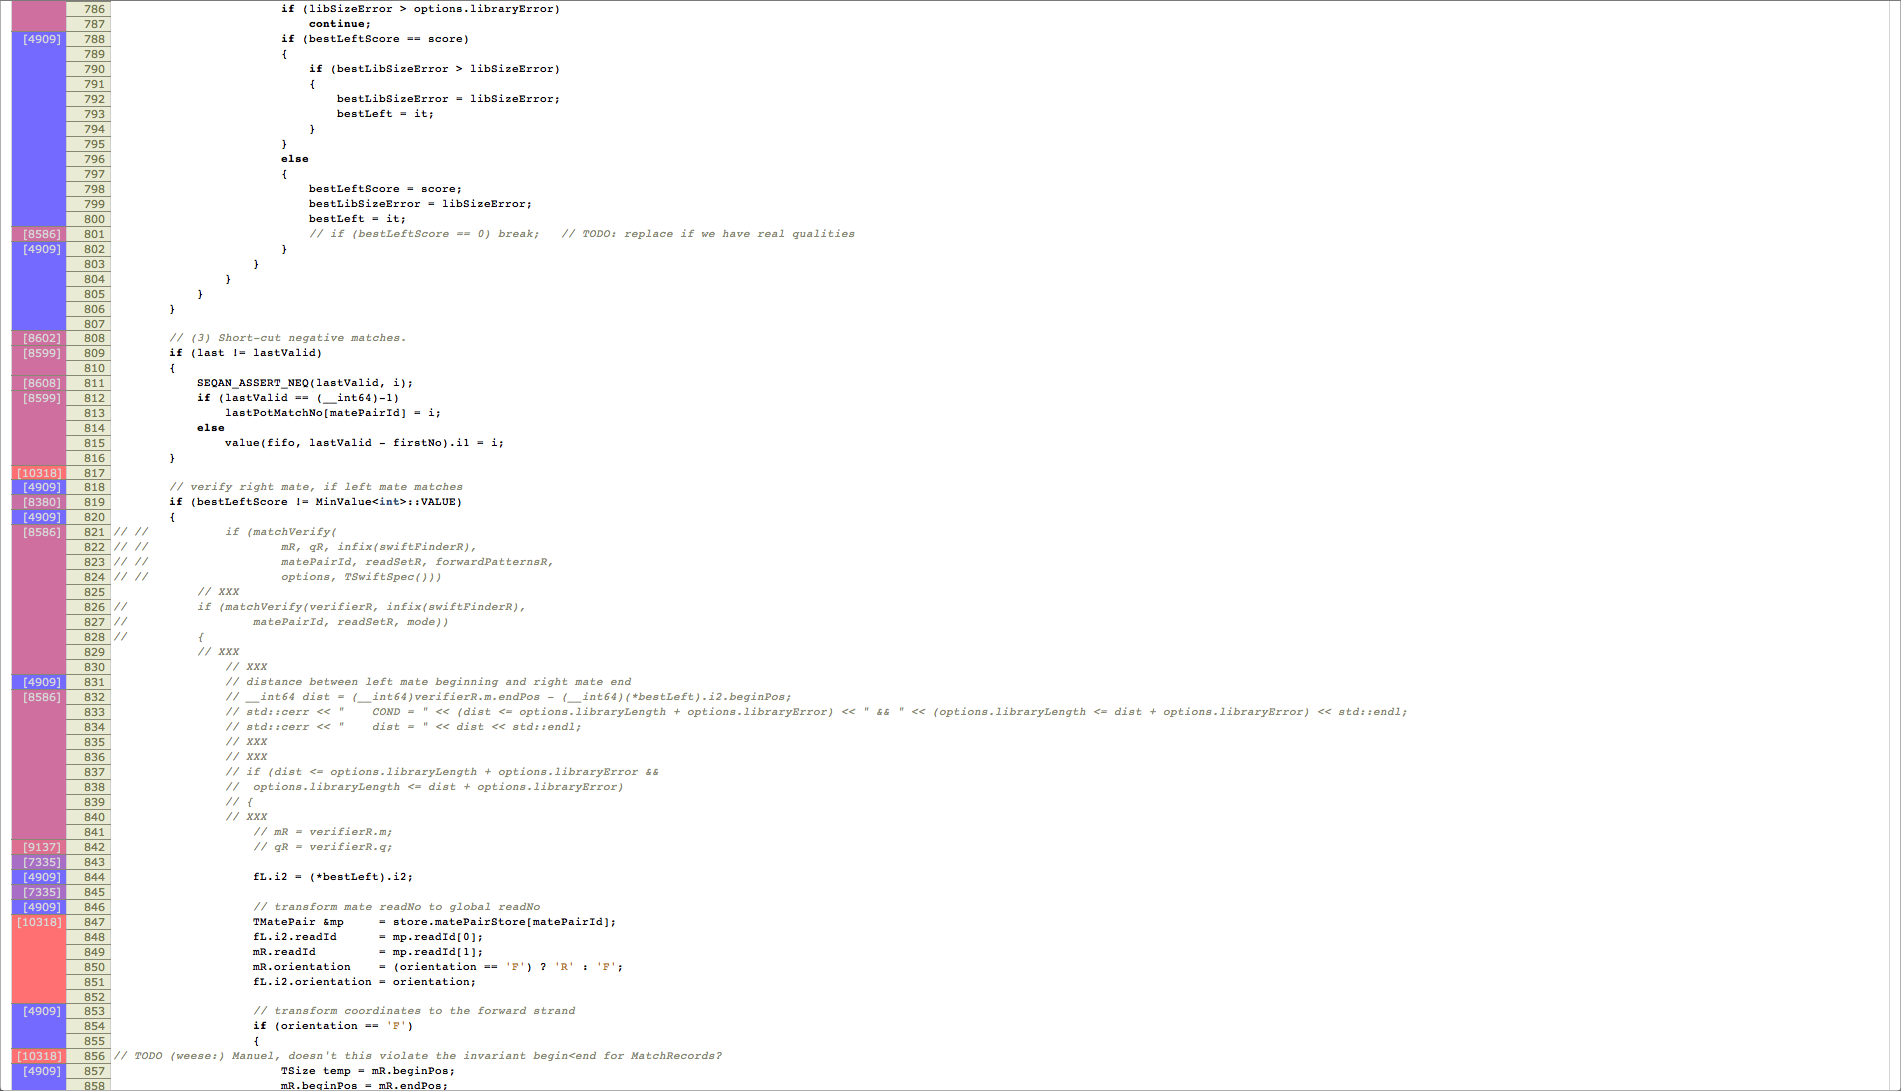 786 if (libSizeError > options.libraryError)
787 continue;
[4909] 788 if (bestLeftScore == score)
789 {
790 if (bestLibSizeError > libSizeError)
791 {
792 bestLibSizeError = libSizeError;
793 bestLeft = it;
794 }
795 }
796 else
797 {
798 bestLeftScore = score;
799 bestLibSizeError = libSizeError;
800 bestLeft = it;
[8586] 801 // if (bestLeftScore == 0) break;   // TODO: replace if we have real qualities
[4909] 802 }
803 }
804 }
805 }
806 }
807
[8602] 808 // (3) Short-cut negative matches.
[8599] 809 if (last != lastValid)
810 {
[8608] 811 SEQAN_ASSERT_NEQ(lastValid, i);
[8599] 812 if (lastValid == (__int64)-1)
813 lastPotMatchNo[matePairId] = i;
814 else
815 value(fifo, lastValid - firstNo).i1 = i;
816 }
[10318] 817
[4909] 818 // verify right mate, if left mate matches
[8380] 819 if (bestLeftScore != MinValue<int>::VALUE)
[4909] 820 {
[8586] 821 // // if (matchVerify(
822 // // mR, qR, infix(swiftFinderR),
823 // // matePairId, readSetR, forwardPatternsR,
824 // // options, TSwiftSpec()))
825 // XXX
826 // if (matchVerify(verifierR, infix(swiftFinderR),
827 // matePairId, readSetR, mode))
828 // {
829 // XXX
830 // XXX
[4909] 831 // distance between left mate beginning and right mate end
[8586] 832 // __int64 dist = (__int64)verifierR.m.endPos - (__int64)(*bestLeft).i2.beginPos;
833 // std::cerr << "    COND = " << (dist <= options.libraryLength + options.libraryError) << " && " << (options.libraryLength <= dist + options.libraryError) << std::endl;
834 // std::cerr << "    dist = " << dist << std::endl;
835 // XXX
836 // XXX
837 // if (dist <= options.libraryLength + options.libraryError &&
838 //  options.libraryLength <= dist + options.libraryError)
839 // {
840 // XXX
841 // mR = verifierR.m;
[9137] 842 // qR = verifierR.q;
[7335] 843
[4909] 844 fL.i2 = (*bestLeft).i2;
[7335] 845
[4909] 846 // transform mate readNo to global readNo
[10318] 847 TMatePair &mp     = store.matePairStore[matePairId];
848 fL.i2.readId      = mp.readId[0];
849 mR.readId         = mp.readId[1];
850 mR.orientation    = (orientation == 'F') ? 'R' : 'F';
851 fL.i2.orientation = orientation;
852
[4909] 853 // transform coordinates to the forward strand
854 if (orientation == 'F')
855 {
[10318] 856 // TODO (weese:) Manuel, doesn't this violate the invariant begin<end for MatchRecords?
[4909] 857 TSize temp = mR.beginPos;
858 mR.beginPos = mR.endPos;